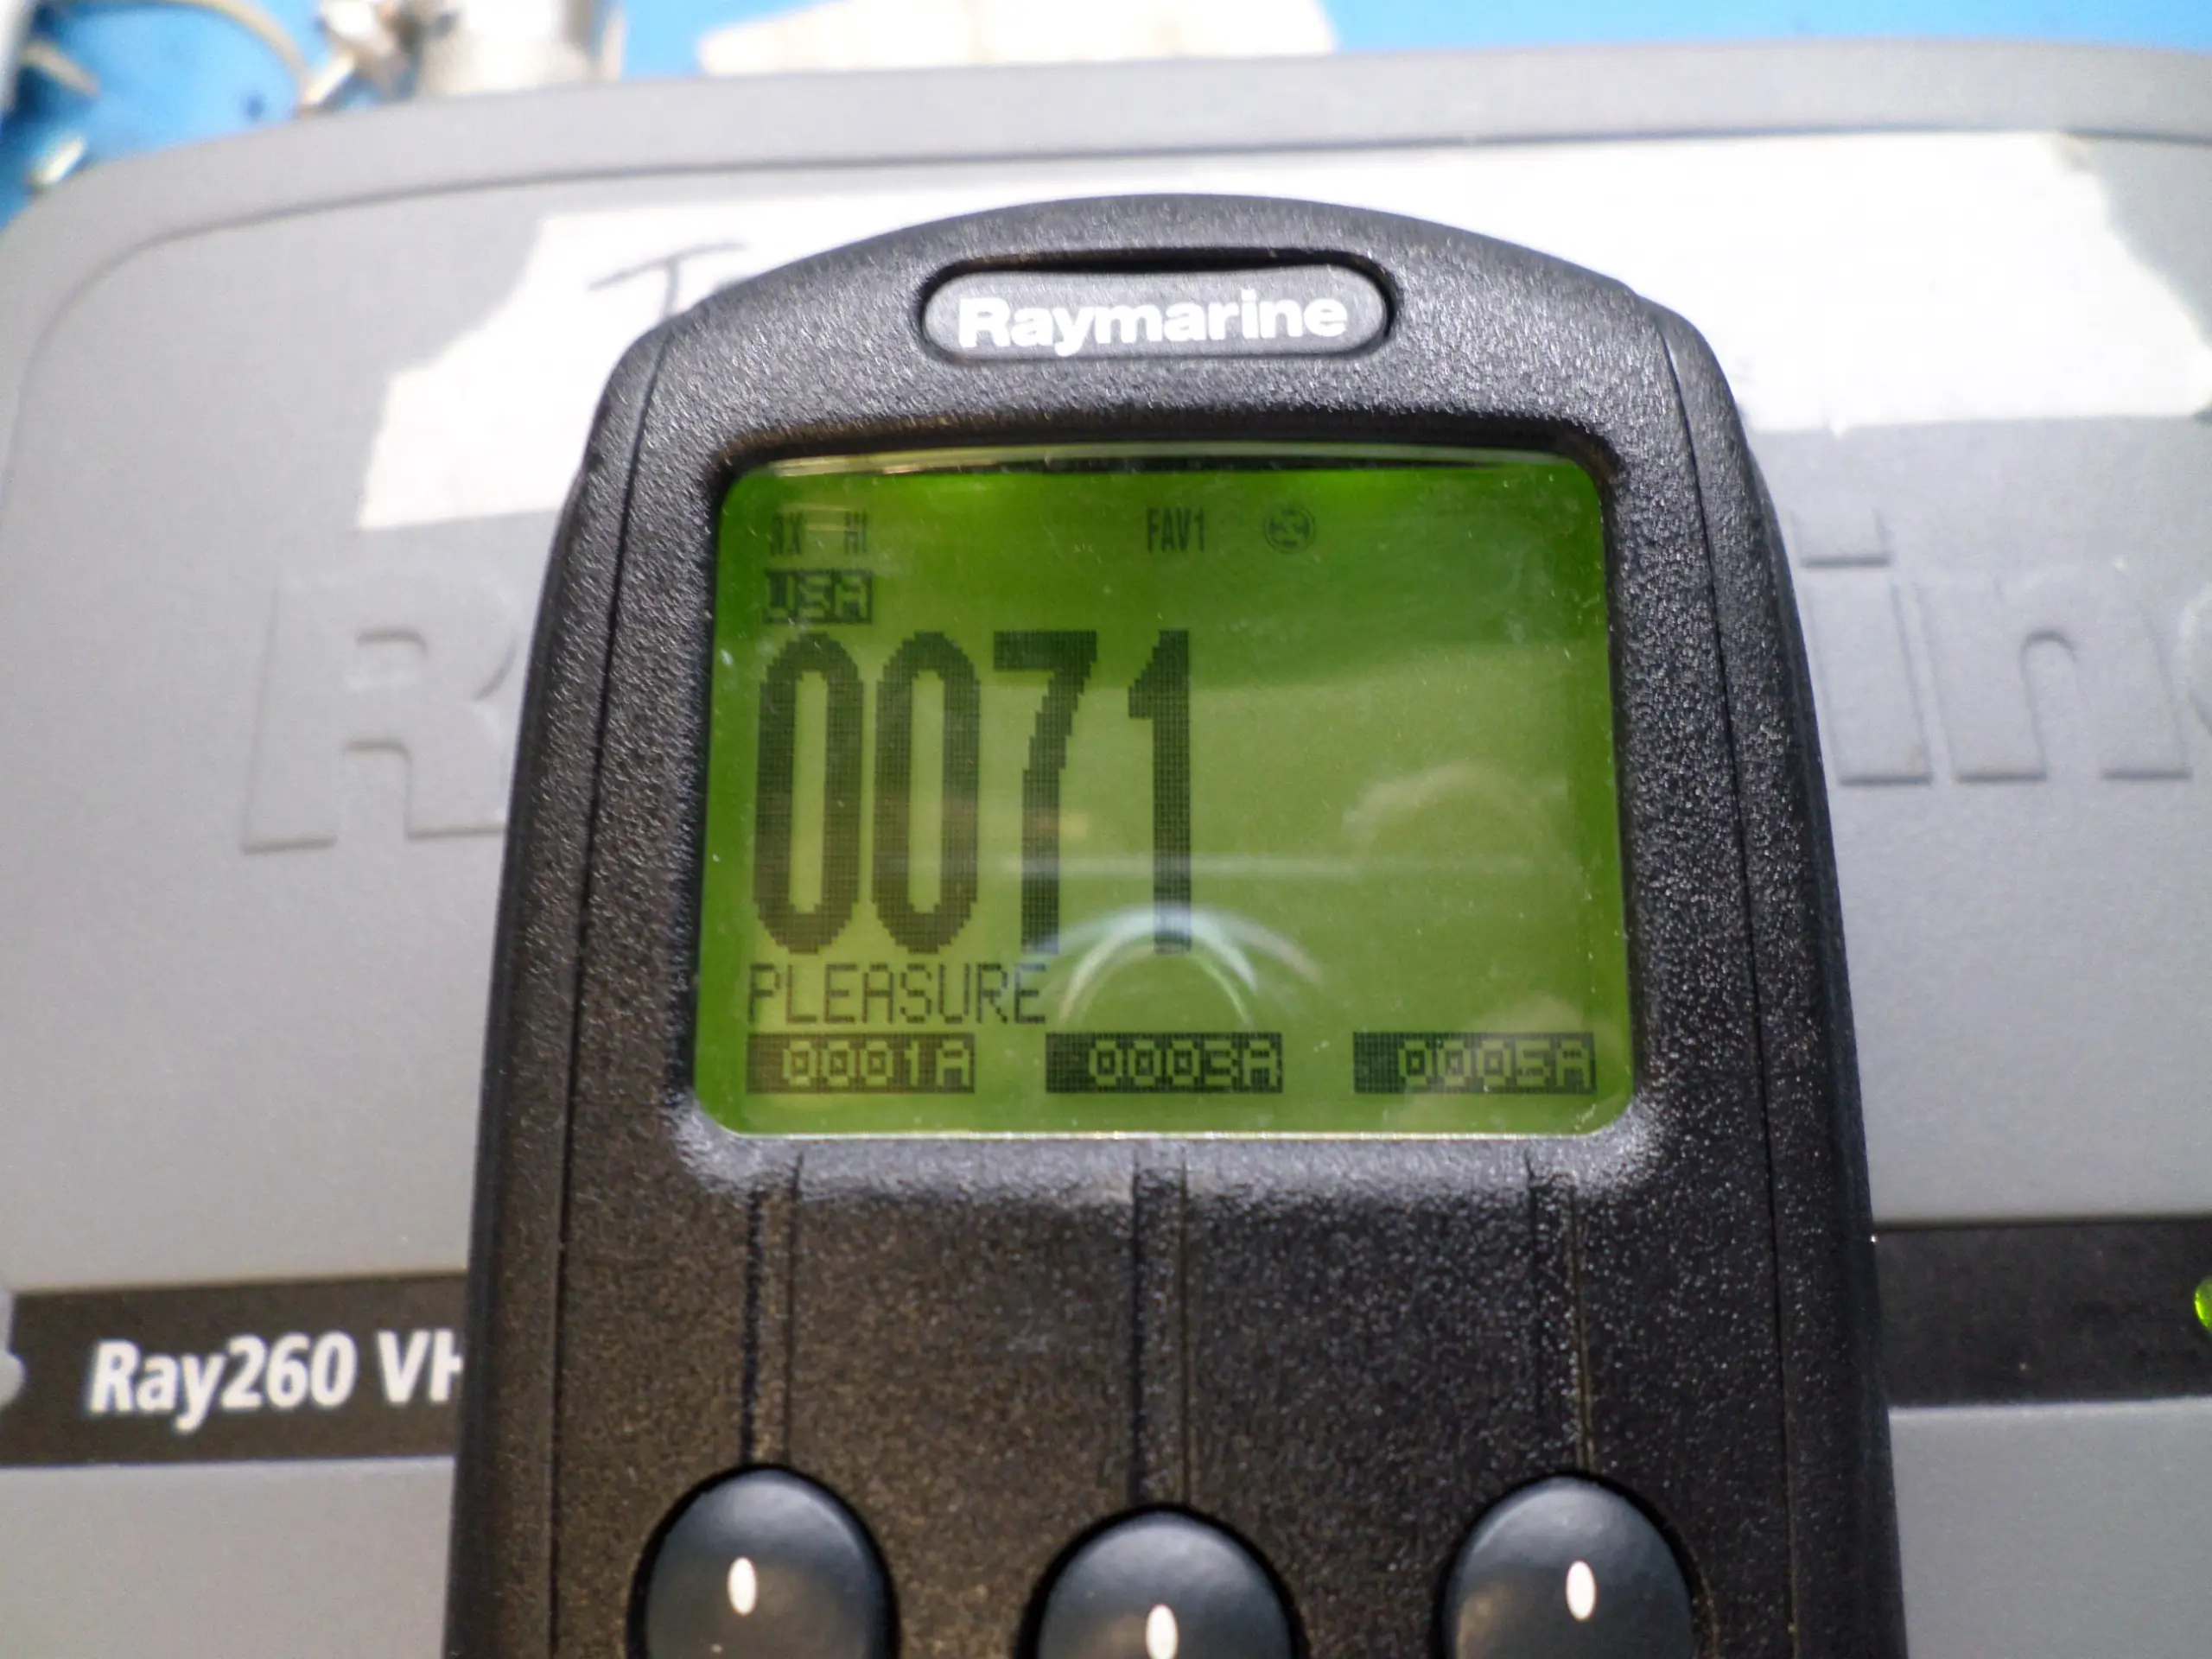 Raymarine
RX HI FAV1
USA
0071
PLEASURE
0001A 0003A 0005A
Ray260 VH